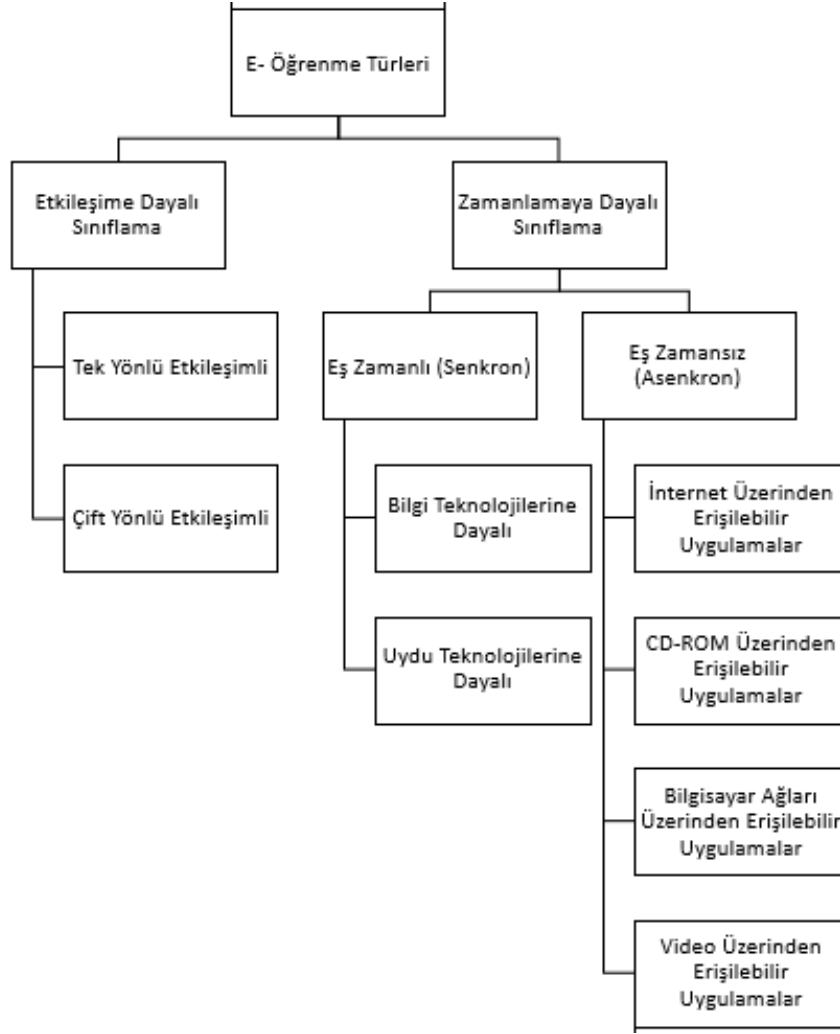 E- Öğrenme Türleri
Etkileşime Dayalı
Sınıflama
Zamanlamaya Dayalı
Sınıflama
Tek Yönlü Etkileşimli
Çift Yönlü Etkileşimli
Eş Zamanlı (Senkron)
Bilgi Teknolojilerine
Dayalı
Uydu Teknolojilerine
Dayalı
Eş Zamansız
(Asenkron)
İnternet Üzerinden
Erişilebilir
Uygulamalar
CD-ROM Üzerinden
Erişilebilir
Uygulamalar
Bilgisayar Ağları
Üzerinden Erişilebilir
Uygulamalar
Video Üzerinden
Erişilebilir
Uygulamalar